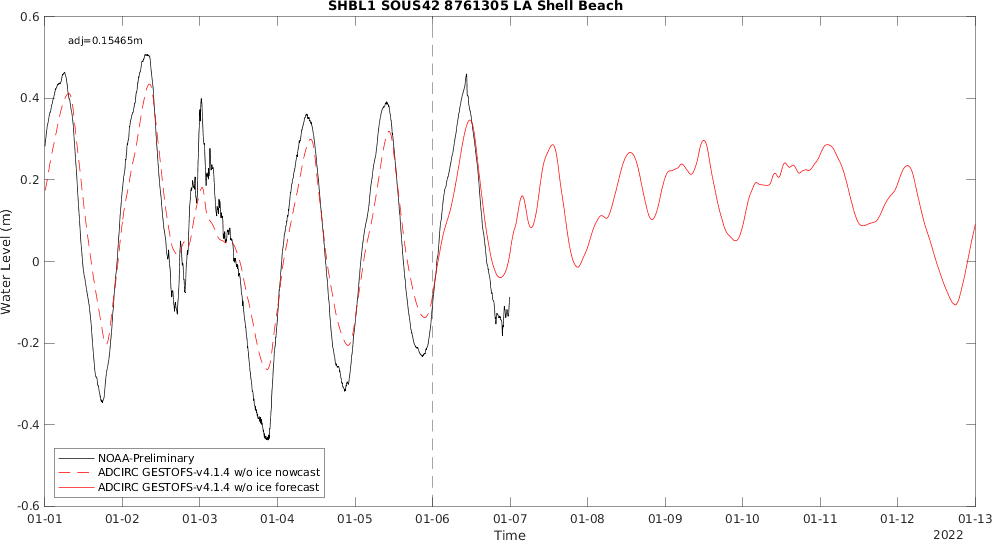 SHBL1 SOUS42 8761305 LA Shell Beach
adj=0.15465m
0.6
0.4
0.2
0
-0.2
-0.4
-0.6
Water Level (m)
NOAA-Preliminary
ADCIRC GESTOFS-v4.1.4 w/o ice nowcast
ADCIRC GESTOFS-v4.1.4 w/o ice forecast
01-01 01-02 01-03 01-04 01-05 01-06 01-07 01-08 01-09 01-10 01-11 01-12 01-13
Time
2022